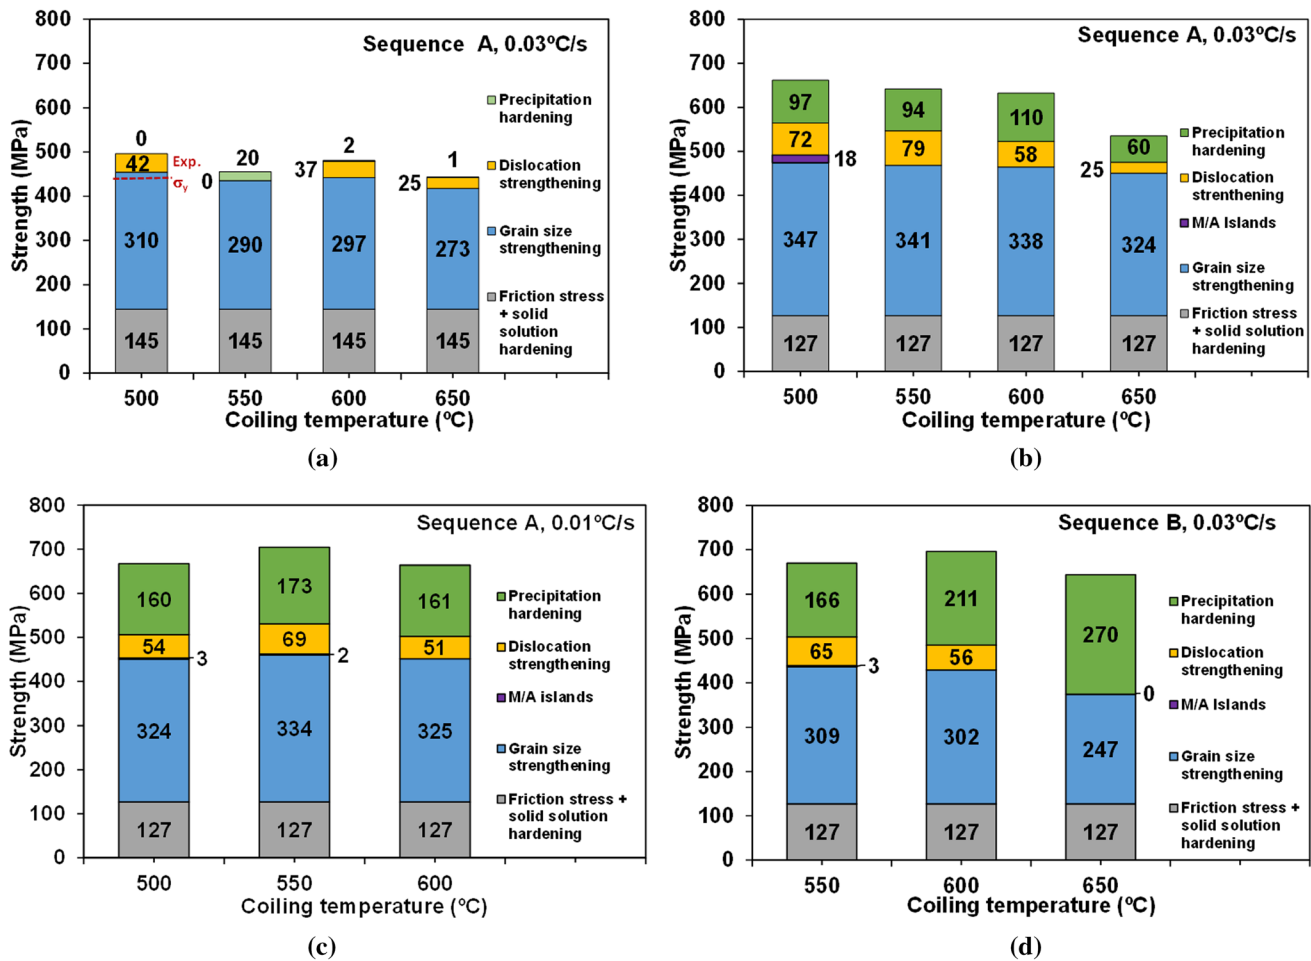 Sequence A, 0.03ºC/s
Strength (MPa)
800
700
600
500
400
300
200
100
0
0
42
310
145
Exp.
σy
20
0
290
145
2
37
297
145
1
25
273
145
Precipitation
hardening
Dislocation
strengthening
Grain size
strengthening
Friction stress
+ solid
solution
hardening
500 550 600 650
Coiling temperature (ºC)
(a)
Sequence A, 0.03ºC/s
Strength (MPa)
800
700
600
500
400
300
200
100
0
97
72
18
347
127
94
79
341
127
110
58
338
127
60
25
324
127
Precipitation
hardening
Dislocation
strenthening
M/A Islands
Grain size
strengthening
Friction stress
+ solid solution
hardening
500 550 600 650
Coiling temperature (ºC)
(b)
Sequence A, 0.01ºC/s
Strength (MPa)
800
700
600
500
400
300
200
100
0
160
54
3
324
127
173
69
2
334
127
161
51
325
127
Precipitation
hardening
Dislocation
strengthening
M/A islands
Grain size
strengthening
Friction stress +
solid solution
hardening
500 550 600
Coiling temperature (ºC)
(c)
Sequence B, 0.03ºC/s
Strength (MPa)
800
700
600
500
400
300
200
100
0
166
65
3
309
127
211
56
302
127
270
0
247
127
Precipitation
hardening
Dislocation
strengthening
M/A Islands
Grain size
strengthening
Friction stress +
solid solution
hardening
550 600 650
Coiling temperature (ºC)
(d)